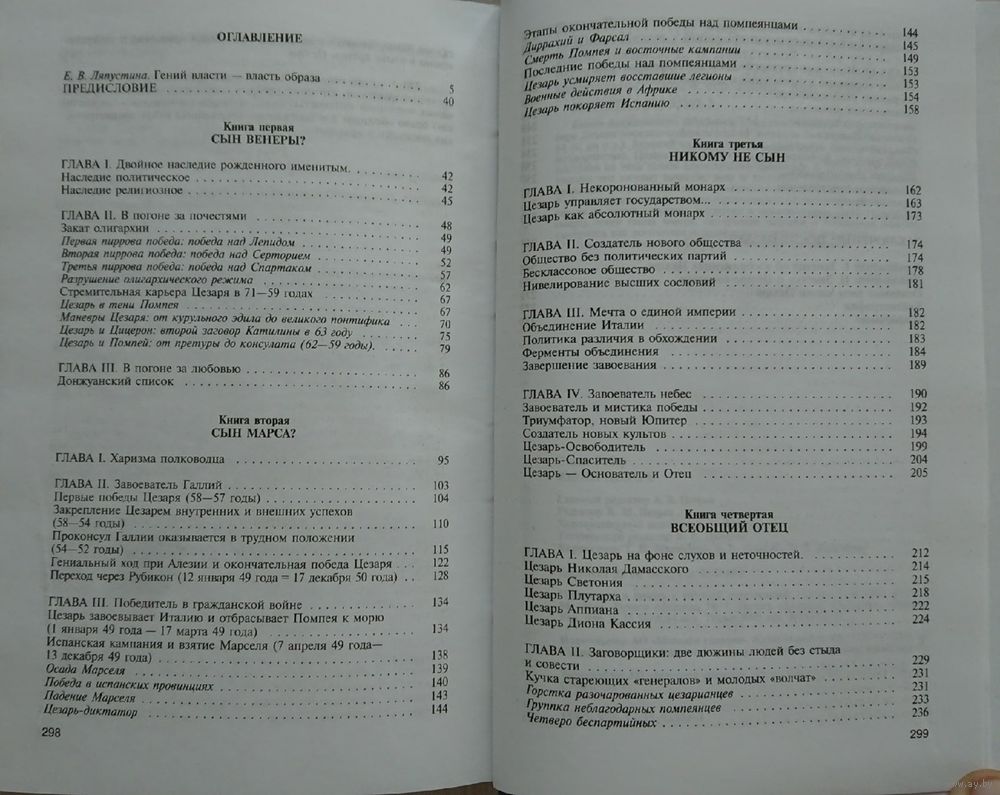 ОГЛАВЛЕНИЕ
Е. В. Ляпустина. Гений власти — власть образа 5
ПРЕДИСЛОВИЕ 40
Книга первая
СЫН ВЕНЕРЫ?
ГЛАВА I. Двойное наследие рожденного именитым. 42
Наследие политическое 42
Наследие религиозное 45
ГЛАВА II. В погоне за почестями 48
Закат олигархии 49
Первая пиррова победа: победа над Лепидом 49
Вторая пиррова победа: победа над Серторием 52
Третья пиррова победа: победа над Спартаком 57
Разрушение олигархического режима 62
Стремительная карьера Цезаря в 71—59 годах 67
Цезарь в тени Помпея 67
Маневры Цезаря: от курульного эдила до великого понтифика 70
Цезарь и Цицерон: второй заговор Катилины в 63 году 75
Цезарь и Помпей: от претуры до консулата (62—59 годы). 79
ГЛАВА III. В погоне за любовью 86
Донжуанский список 86
Книга вторая
СЫН МАРСА?
ГЛАВА I. Харизма полководца 95
ГЛАВА II. Завоеватель Галлий 103
Первые победы Цезаря (58—57 годы) 104
Закрепление Цезарем внутренних и внешних успехов
(58—54 годы) 110
Проконсул Галлии оказывается в трудном положении
(54—52 годы) 115
Гениальный ход при Алезии и окончательная победа Цезаря 122
Переход через Рубикон (12 января 49 года = 17 декабря 50 года) 128
ГЛАВА III. Победитель в гражданской войне 134
Цезарь завоевывает Италию и отбрасывает Помпея к морю
(1 января 49 года — 17 марта 49 года) 134
Испанская кампания и взятие Марселя (7 апреля 49 года—
13 декабря 49 года) 138
Осада Марселя 139
Победа в испанских провинциях 140
Падение Марселя 143
Цезарь-диктатор 144
298
Этапы окончательной победы над помпеянцами 144
Диррахий и Фарсал 145
Смерть Помпея и восточные кампании 149
Последние победы над помпеянцами 153
Цезарь усмиряет восставшие легионы 153
Военные действия в Африке 154
Цезарь покоряет Испанию 158
Книга третья
НИКОМУ НЕ СЫН
ГЛАВА I. Некоронованный монарх 162
Цезарь управляет государством... 163
Цезарь как абсолютный монарх 173
ГЛАВА II. Создатель нового общества 174
Общество без политических партий 174
Бесклассовое общество 178
Нивелирование высших сословий 181
ГЛАВА III. Мечта о единой империи 182
Объединение Италии 182
Политика различия в обхождении 183
Ферменты объединения 184
Завершение завоевания 189
ГЛАВА IV. Завоеватель небес 190
Завоеватель и мистика победы 192
Триумфатор, новый Юпитер 193
Создатель новых культов 194
Цезарь-Освободитель 199
Цезарь-Спаситель 204
Цезарь — Основатель и Отец 205
Книга четвертая
ВСЕОБЩИЙ ОТЕЦ
ГЛАВА I. Цезарь на фоне слухов и неточностей. 212
Цезарь Николая Дамасского 214
Цезарь Светония 215
Цезарь Плутарха 218
Цезарь Аппиана 222
Цезарь Диона Кассия 224
ГЛАВА II. Заговорщики: две дюжины людей без стыда
и совести 229
Кучка стареющих «генералов» и молодых «волчат» 231
Горстка разочарованных цезарианцев 231
Группка неблагодарных помпеянцев 233
Четверо беспартийных 236
299